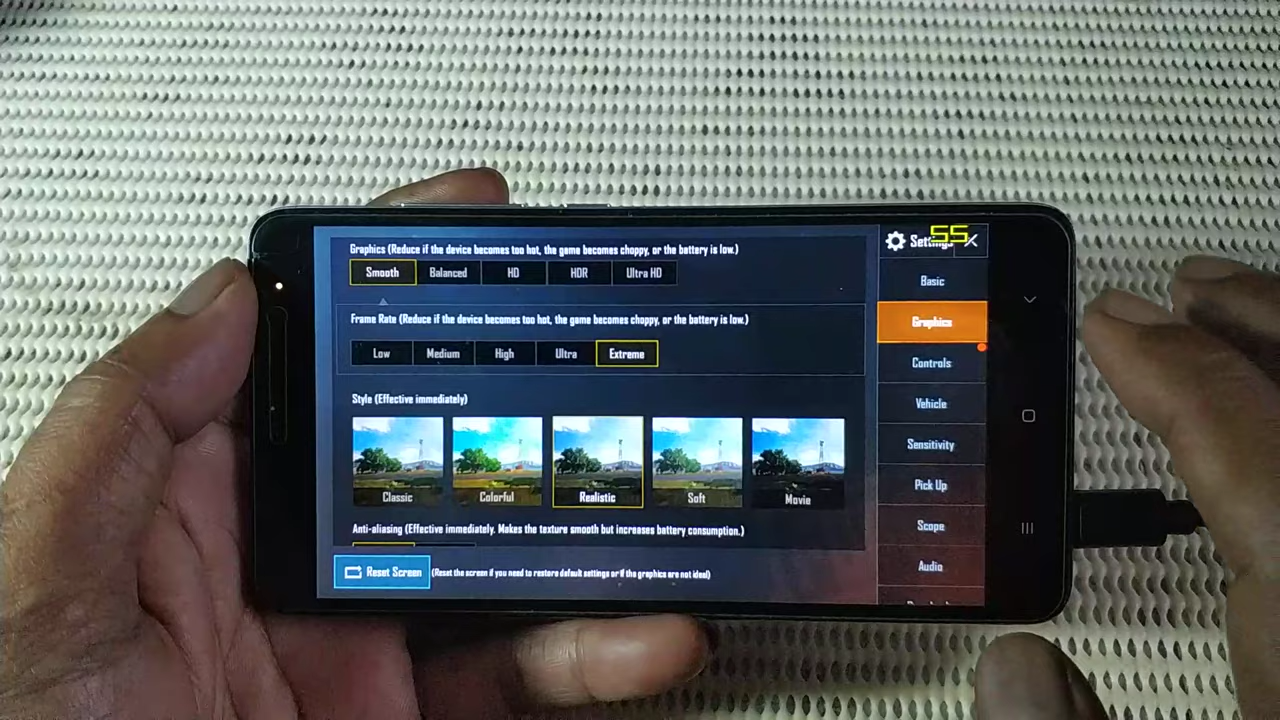 Graphics (Reduce if the device becomes too hot, the game becomes choppy, or the battery is low.)
Smooth Balanced HD HDR Ultra HD
Frame Rate (Reduce if the device becomes too hot, the game becomes choppy, or the battery is low.)
Low Medium High Ultra Extreme
Style (Effective immediately)
Classic Colorful Realistic Soft Movie
Anti-aliasing (Effective immediately. Makes the texture smooth but increases battery consumption.)
Reset Screen (Reset the screen if you need to restore default settings or if the graphics are not ideal)
Settings
55
Basic
Graphics
Controls
Vehicle
Sensitivity
Pick Up
Scope
Audio